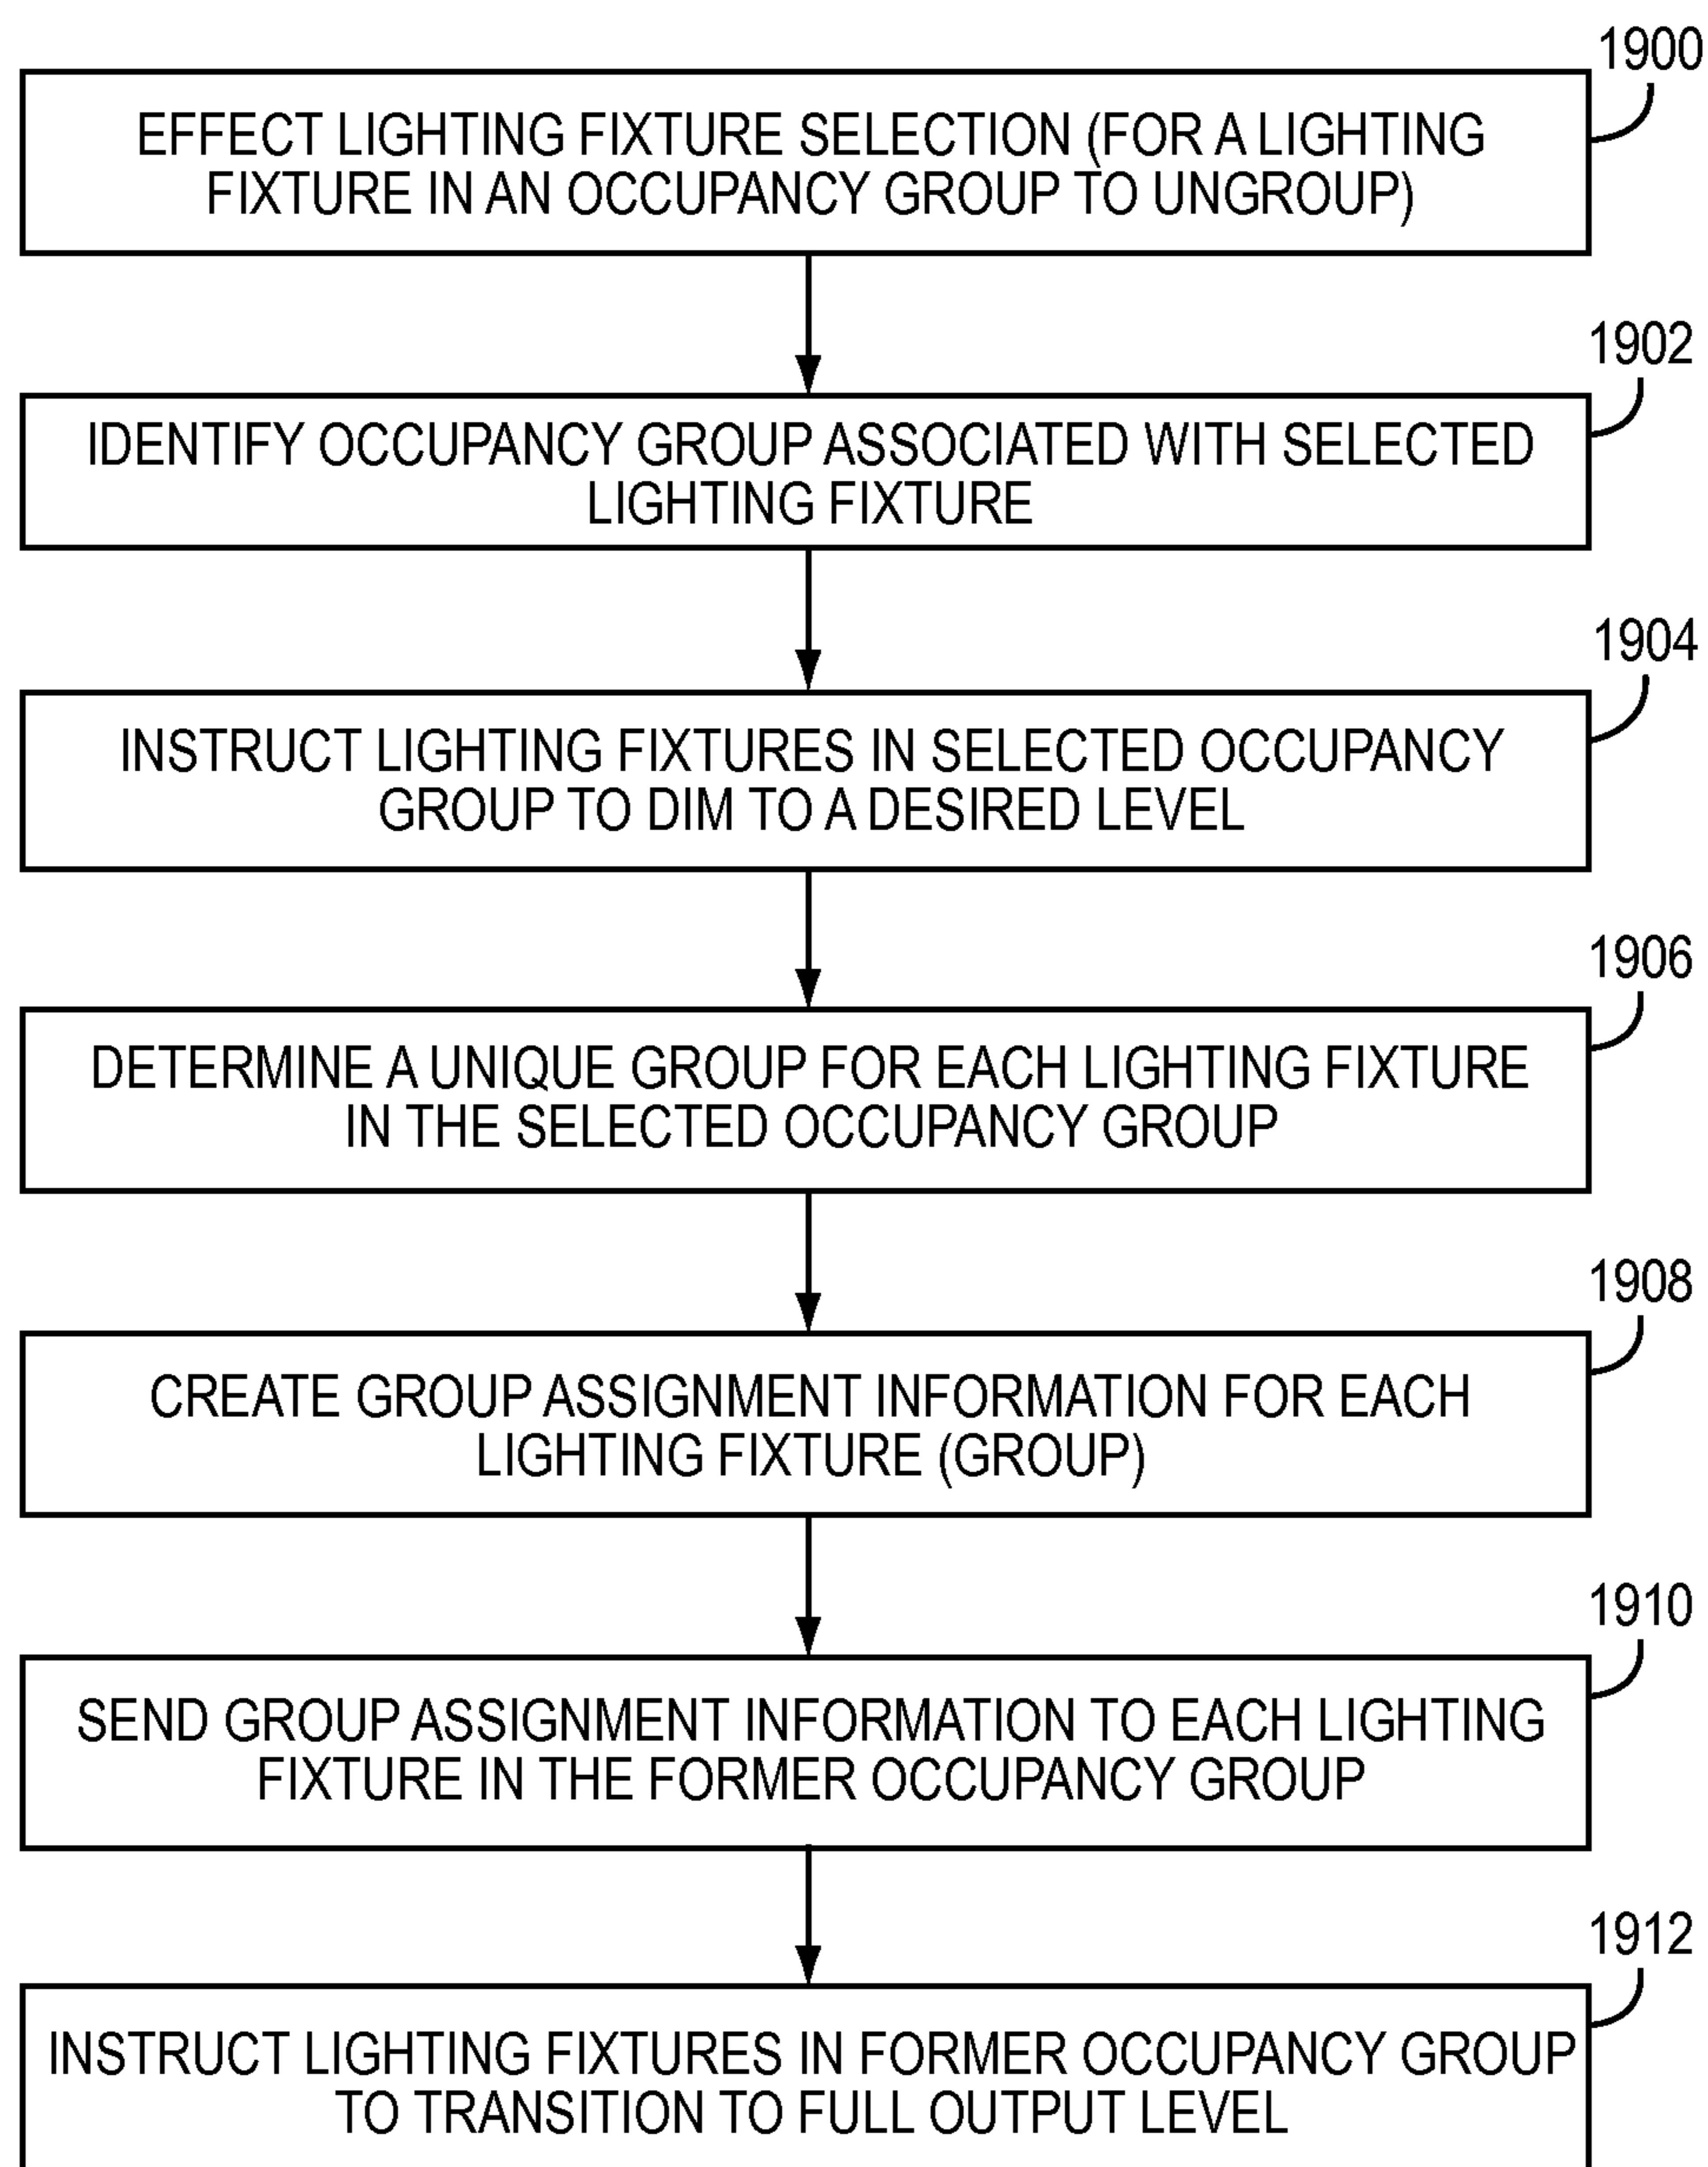 1900
EFFECT LIGHTING FIXTURE SELECTION (FOR A LIGHTING
FIXTURE IN AN OCCUPANCY GROUP TO UNGROUP)
1902
IDENTIFY OCCUPANCY GROUP ASSOCIATED WITH SELECTED
LIGHTING FIXTURE
1904
INSTRUCT LIGHTING FIXTURES IN SELECTED OCCUPANCY
GROUP TO DIM TO A DESIRED LEVEL
1906
DETERMINE A UNIQUE GROUP FOR EACH LIGHTING FIXTURE
IN THE SELECTED OCCUPANCY GROUP
1908
CREATE GROUP ASSIGNMENT INFORMATION FOR EACH
LIGHTING FIXTURE (GROUP)
1910
SEND GROUP ASSIGNMENT INFORMATION TO EACH LIGHTING
FIXTURE IN THE FORMER OCCUPANCY GROUP
1912
INSTRUCT LIGHTING FIXTURES IN FORMER OCCUPANCY GROUP
TO TRANSITION TO FULL OUTPUT LEVEL